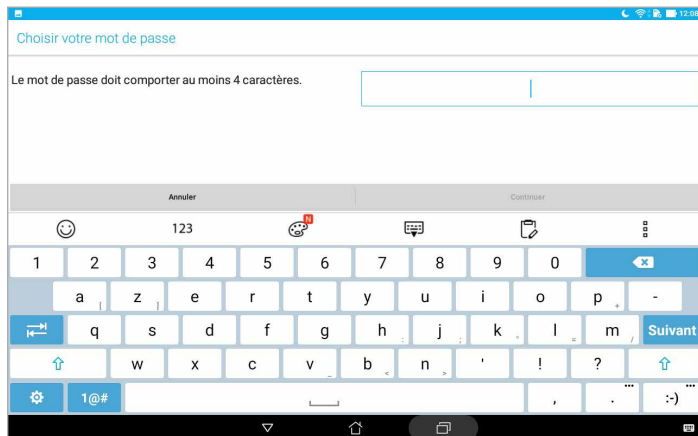 12:08
Choisir votre mot de passe
Le mot de passe doit comporter au moins 4 caractères.
Annuler Continuer
123 N
1 2 3 4 5 6 7 8 9 0
a [ z ] e r t y u i o p + -
q s d f g h : j ; k " l = m / Suivant
w x c v _ b < n > ' ! ?
1@# , . ... :-) ...